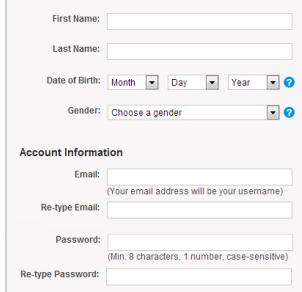 First Name:
Last Name:
Date of Birth: Month Day Year ?
Gender: Choose a gender ?
Account Information
Email:
(Your email address will be your username)
Re-type Email:
Password:
(Min. 8 characters, 1 number, case-sensitive)
Re-type Password: